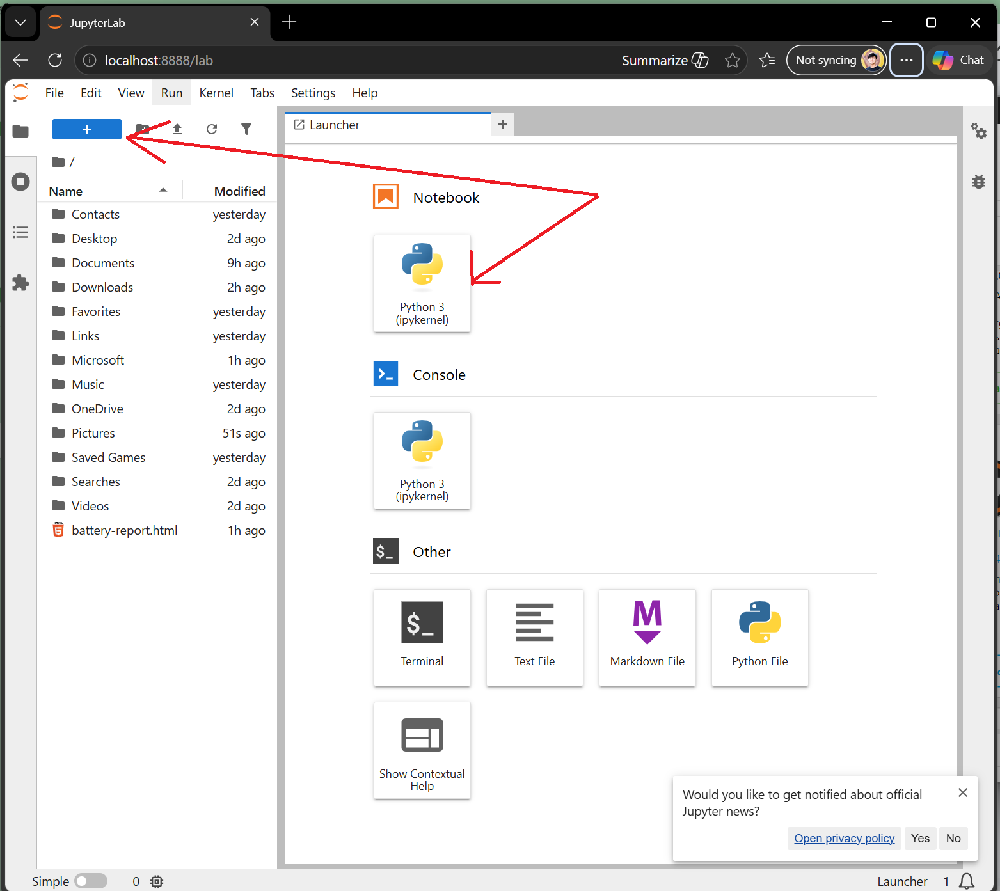 JupyterLab
localhost:8888/lab
Summarize
Not syncing
Chat
File Edit View Run Kernel Tabs Settings Help
+
Launcher
/
Name Modified
Contacts yesterday
Desktop 2d ago
Documents 9h ago
Downloads 2h ago
Favorites yesterday
Links yesterday
Microsoft 1h ago
Music yesterday
OneDrive 2d ago
Pictures 51s ago
Saved Games yesterday
Searches 2d ago
Videos 2d ago
battery-report.html 1h ago
Notebook
Python 3
(ipykernel)
Console
Python 3
(ipykernel)
$_ Other
$_
Terminal
Text File
M
Markdown File
Python File
Show Contextual
Help
Would you like to get notified about official
Jupyter news?
Open privacy policy Yes No
Simple 0
Launcher 1